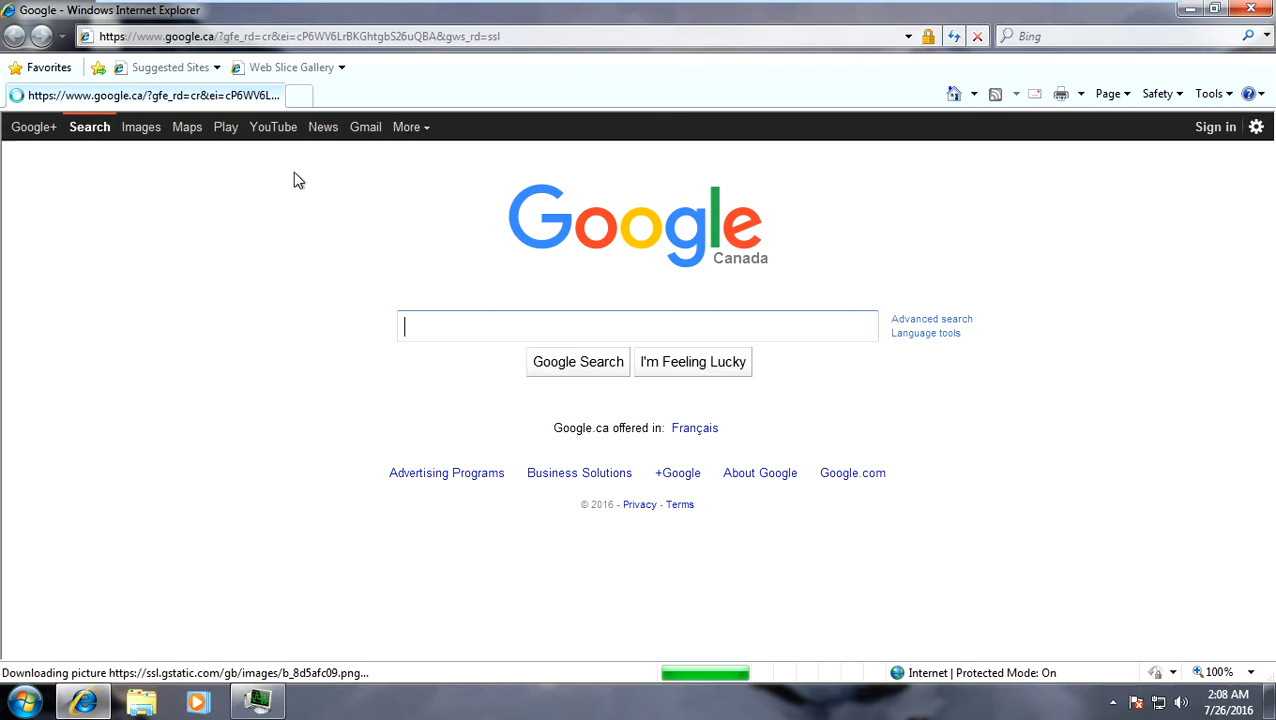 Google - Windows Internet Explorer
https://www.google.ca/?gfe_rd=cr&ei=cP6WV6LrBKGhtgbS26uQBA&gws_rd=ssl
Bing
Favorites
Suggested Sites
Web Slice Gallery
https://www.google.ca/?gfe_rd=cr&ei=cP6WV6L...
Page
Safety
Tools
Google+ Search Images Maps Play YouTube News Gmail More
Sign in
Google
Canada
Advanced search
Language tools
Google Search
I'm Feeling Lucky
Google.ca offered in: Français
Advertising Programs Business Solutions +Google About Google Google.com
© 2016 - Privacy - Terms
Downloading picture https://ssl.gstatic.com/gb/images/b_8d5afc09.png...
Internet | Protected Mode: On
100%
2:08 AM
7/26/2016